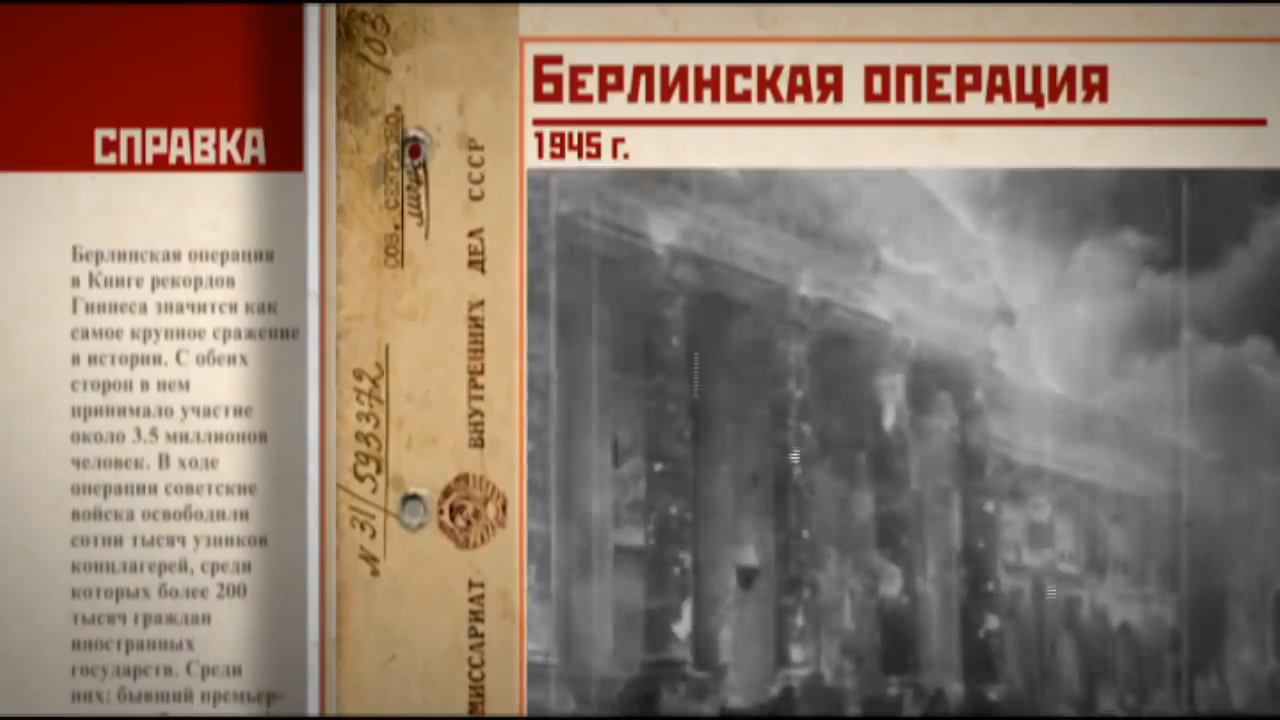 СПРАВКА
Берлинская операция
в Книге рекордов
Гиннеса значится как
самое крупное сражение
в истории. С обеих
сторон в нем
принимало участие
около 3.5 миллионов
человек. В ходе
операции советские
войска освободили
сотни тысяч узников
концлагерей, среди
которых более 200
тысяч граждан
иностранных
государств. Среди
них: бывший премьер-
103
сов. секретно.
N 31/593372
МИССАРИАТ ВНУТРЕННИХ ДЕЛ СССР
БЕРЛИНСКАЯ ОПЕРАЦИЯ
1945 г.